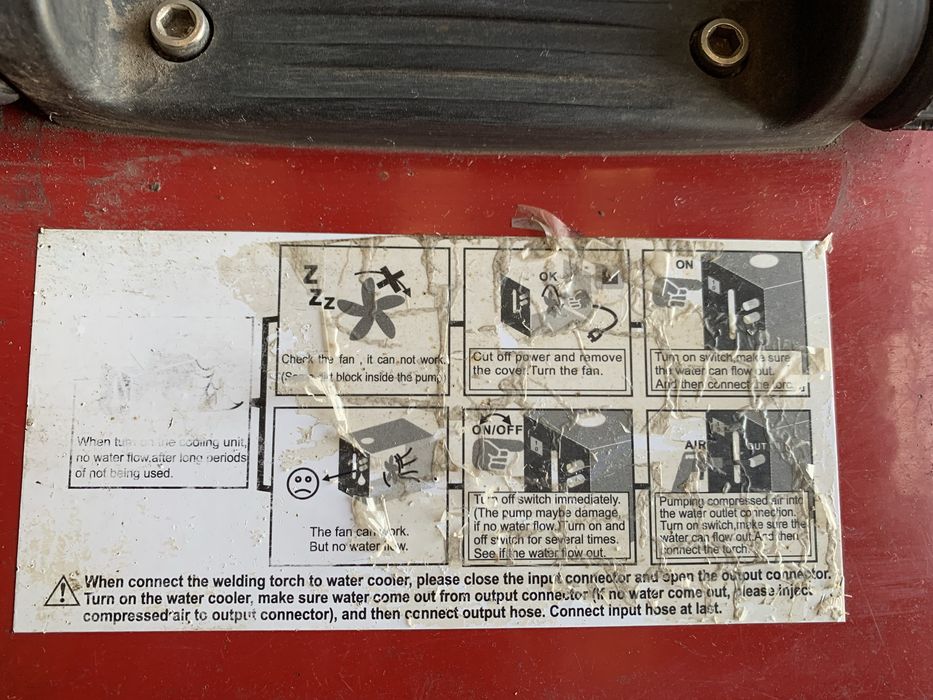 When turn on the cooling unit,
no water flow,after long periods
of not being used.
Z
Z Z
Check the fan , it can not work.
(Some dirt block inside the pump)
OK
Cut off power and remove
the cover.Turn the fan.
ON
Turn on switch,make sure
the water can flow out.
And then connect the torch.
The fan can work.
But no water flow.
ON/OFF
Turn off switch immediately.
(The pump maybe damage,
if no water flow.)Turn on and
off switch for several times.
See if the water flow out.
AIR
OUT
Pumping compressed air into
the water outlet connection.
Turn on switch,make sure the
water can flow out.And then
connect the torch.
When connect the welding torch to water cooler, please close the input connector and open the output connector.
Turn on the water cooler, make sure water come out from output connector (if no water come out, please inject
compressed air to output connector), and then connect output hose. Connect input hose at last.